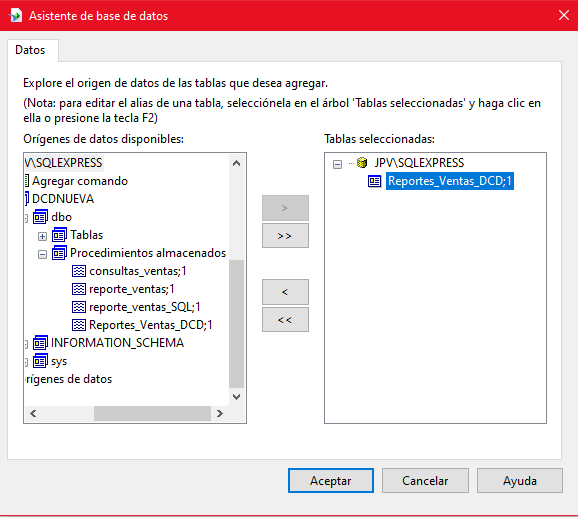 Asistente de base de datos
Datos
Explore el origen de datos de las tablas que desea agregar.
(Nota: para editar el alias de una tabla, selecciónela en el árbol 'Tablas seleccionadas' y haga clic en
ella o presione la tecla F2)
Orígenes de datos disponibles:
Tablas seleccionadas:
V\SQLEXPRESS
Agregar comando
DCDNUEVA
dbo
Tablas
Procedimientos almacenados
consultas_ventas;1
reporte_ventas;1
reporte_ventas_SQL;1
Reportes_Ventas_DCD;1
INFORMATION_SCHEMA
sys
rígenes de datos
>
>>
<
<<
JPV\SQLEXPRESS
Reportes_Ventas_DCD;1
Aceptar
Cancelar
Ayuda